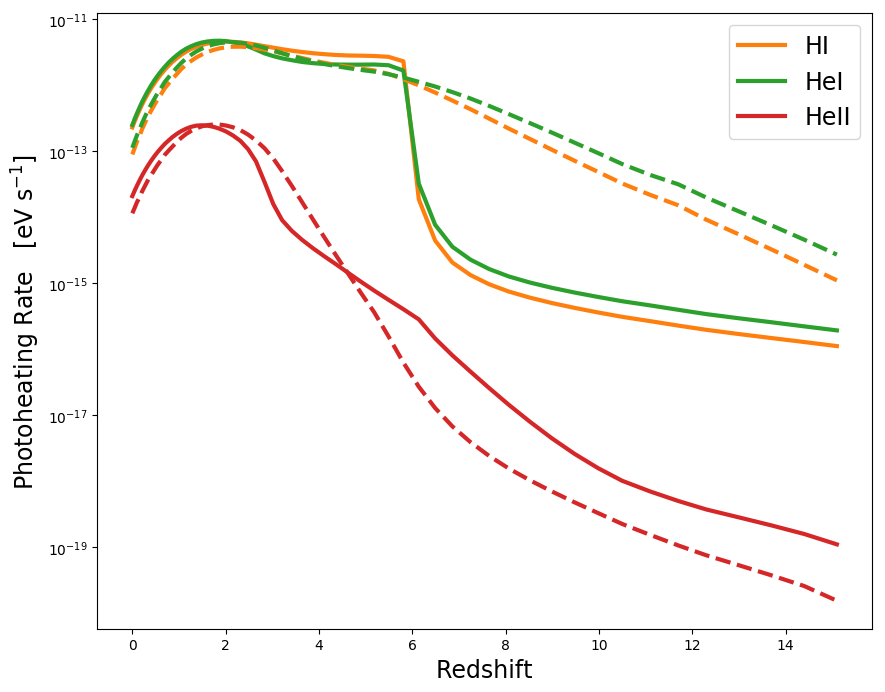 10⁻¹¹
10⁻¹³
10⁻¹⁵
10⁻¹⁷
10⁻¹⁹
Photoheating Rate [eV s⁻¹]
HI
HeI
HeII
0 2 4 6 8 10 12 14
Redshift